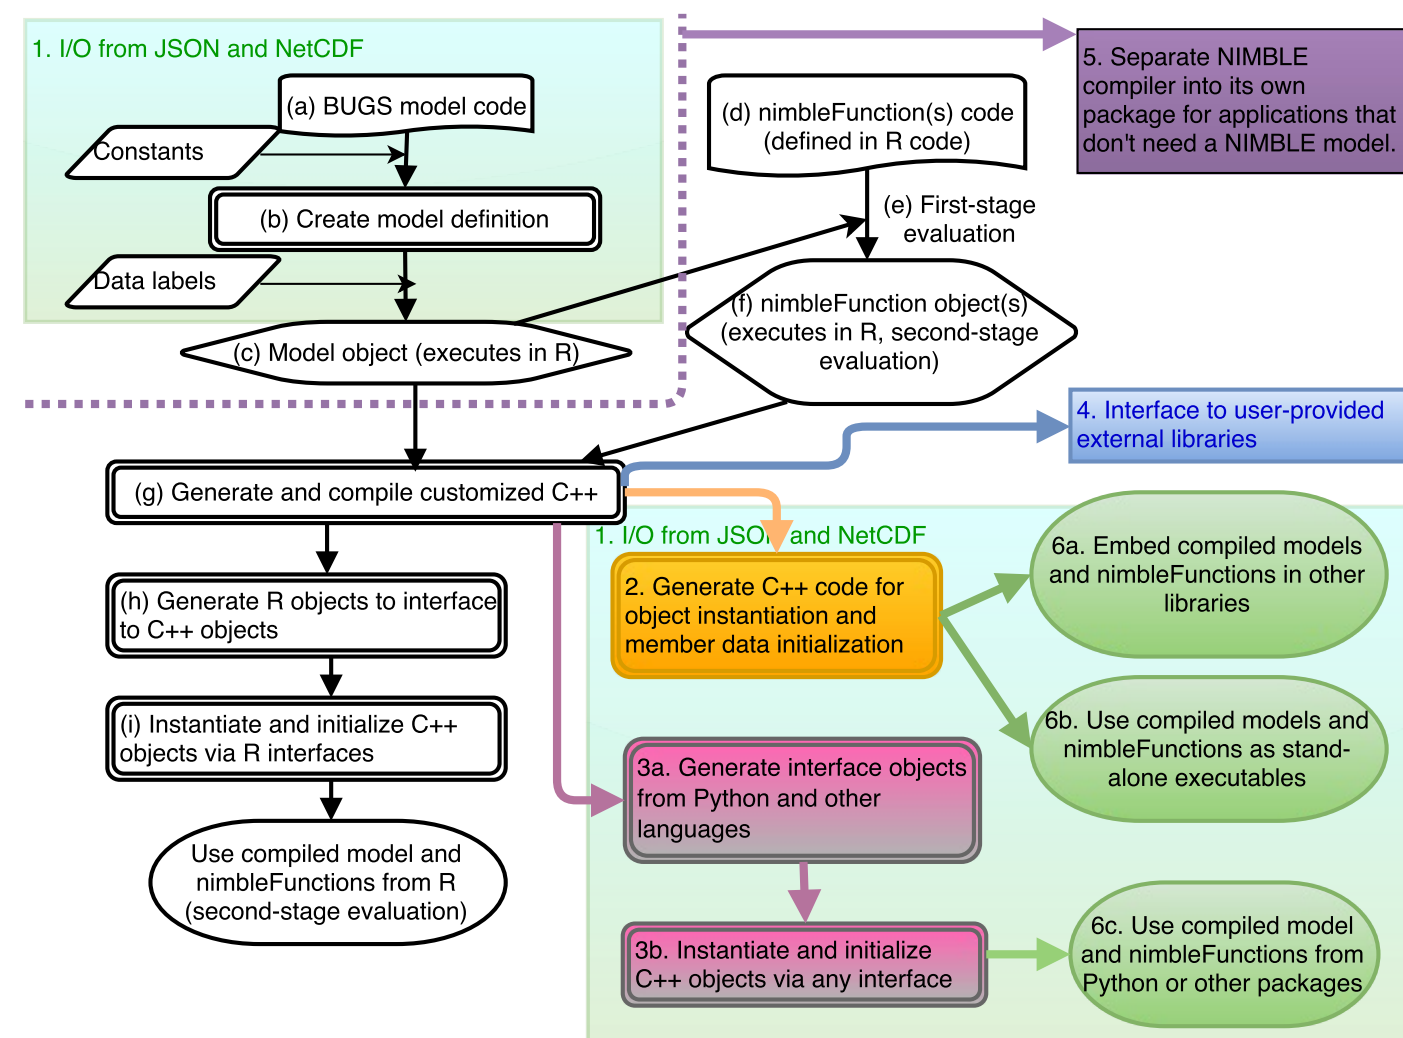 1. I/O from JSON and NetCDF
(a) BUGS model code
Constants
(b) Create model definition
Data labels
(c) Model object (executes in R)
(d) nimbleFunction(s) code
(defined in R code)
(e) First-stage
evaluation
(f) nimbleFunction object(s)
(executes in R, second-stage
evaluation)
5. Separate NIMBLE
compiler into its own
package for applications that
don't need a NIMBLE model.
4. Interface to user-provided
external libraries
(g) Generate and compile customized C++
(h) Generate R objects to interface
to C++ objects
(i) Instantiate and initialize C++
objects via R interfaces
Use compiled model and
nimbleFunctions from R
(second-stage evaluation)
1. I/O from JSON and NetCDF
2. Generate C++ code for
object instantiation and
member data initialization
3a. Generate interface objects
from Python and other
languages
3b. Instantiate and initialize
C++ objects via any interface
6a. Embed compiled models
and nimbleFunctions in other
libraries
6b. Use compiled models and
nimbleFunctions as stand-
alone executables
6c. Use compiled model
and nimbleFunctions from
Python or other packages